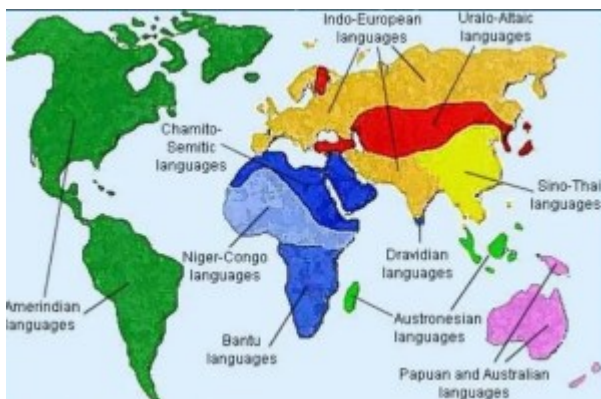 Indo-European
languages
Uralo-Altaic
languages
Chamito-
Semitic
languages
Sino-Thai
languages
Niger-Congo
languages
Dravidian
languages
Amerindian
languages
Austronesian
languages
Bantu
languages
Papuan and Australian
languages